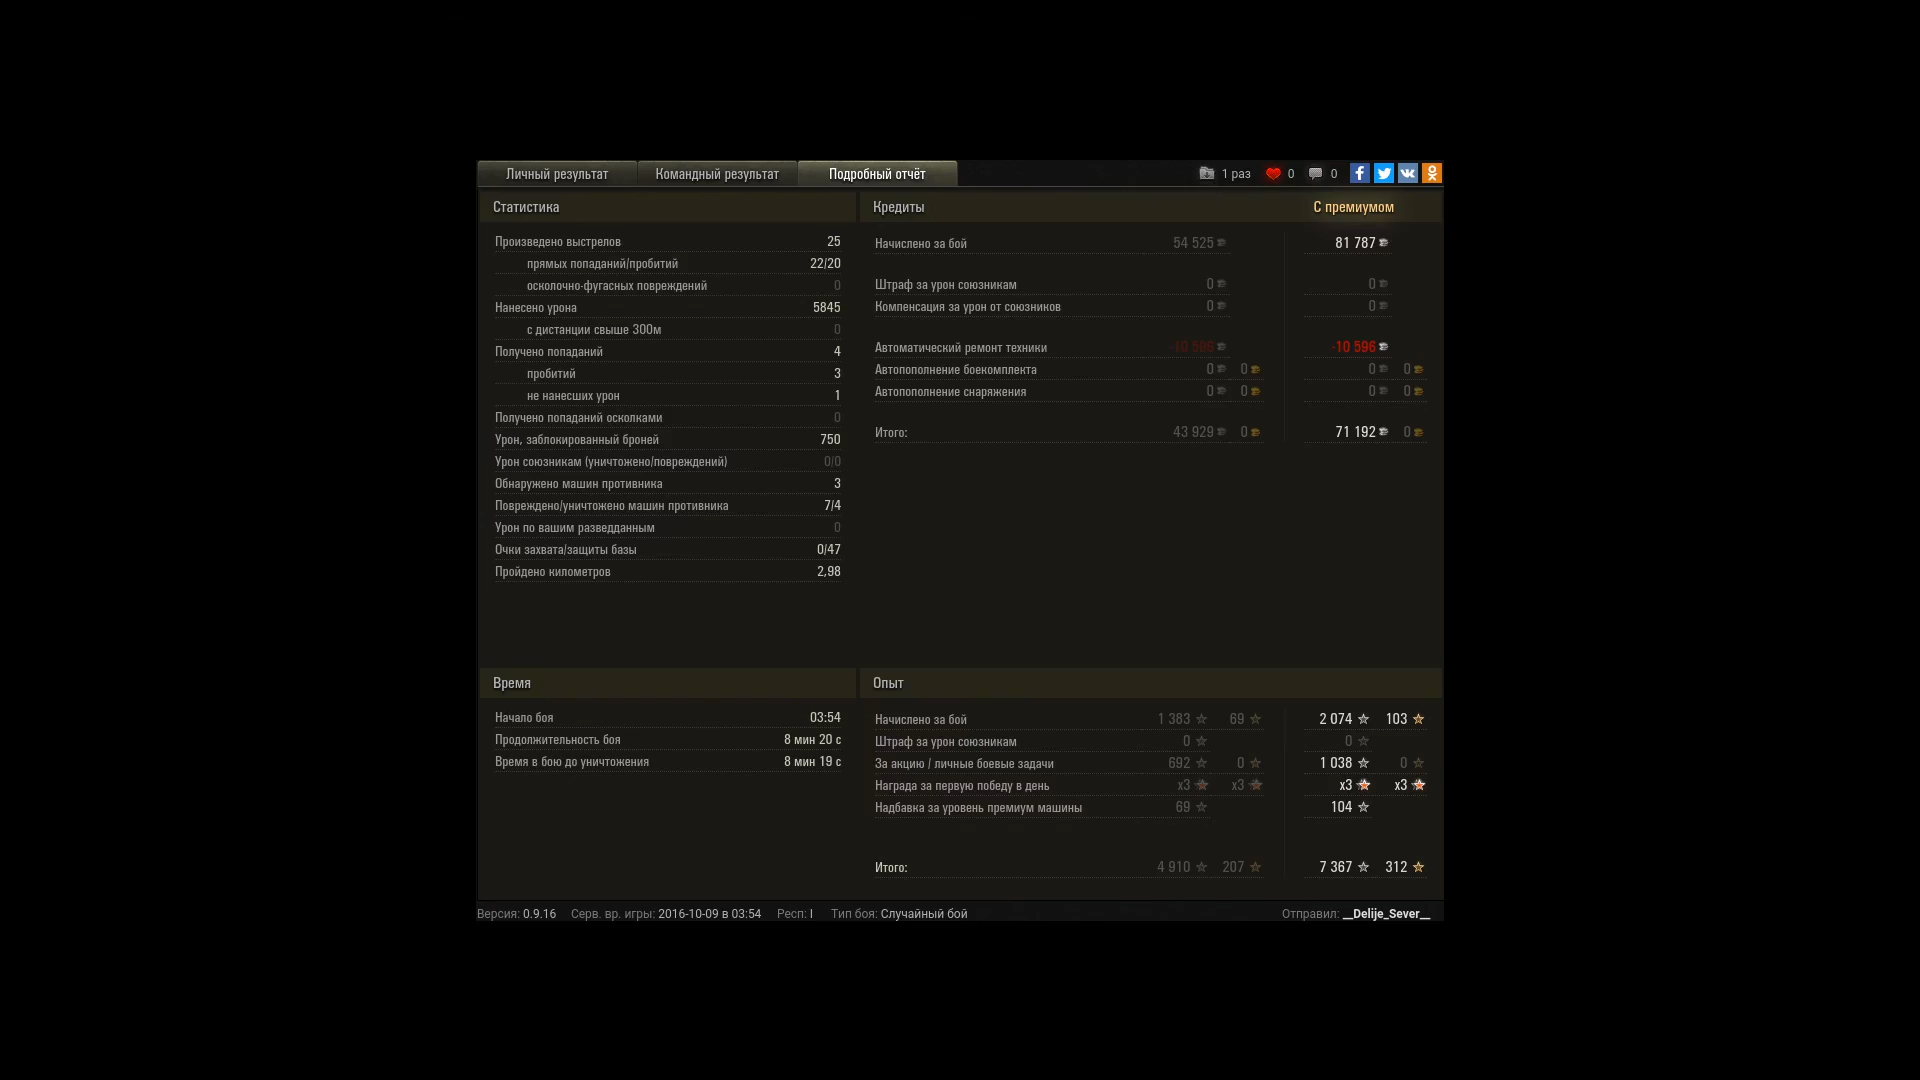 Личный результат Командный результат Подробный отчёт 1 раз 0 0
Статистика
Произведено выстрелов 25
прямых попаданий/пробитий 22/20
осколочно-фугасных повреждений 0
Нанесено урона 5845
с дистанции свыше 300м 0
Получено попаданий 4
пробитий 3
не нанесших урон 1
Получено попаданий осколками 0
Урон, заблокированный броней 750
Урон союзникам (уничтожено/повреждений) 0/0
Обнаружено машин противника 3
Повреждено/уничтожено машин противника 7/4
Урон по вашим разведданным 0
Очки захвата/защиты базы 0/47
Пройдено километров 2,98
Кредиты С премиумом
Начислено за бой 54 525 81 787
Штраф за урон союзникам 0 0
Компенсация за урон от союзников 0 0
Автоматический ремонт техники -10 596 -10 596
Автопополнение боекомплекта 0 0 0 0
Автопополнение снаряжения 0 0 0 0
Итого: 43 929 0 71 192 0
Время
Начало боя 03:54
Продолжительность боя 8 мин 20 с
Время в бою до уничтожения 8 мин 19 с
Опыт
Начислено за бой 1 383 69 2 074 103
Штраф за урон союзникам 0 0
За акцию / личные боевые задачи 692 0 1 038 0
Награда за первую победу в день x3 x3 x3 x3
Надбавка за уровень премиум машины 69 104
Итого: 4 910 207 7 367 312
Версия: 0.9.16 Серв. вр. игры: 2016-10-09 в 03:54 Респ: I Тип боя: Случайный бой Отправил: __Delije_Sever__